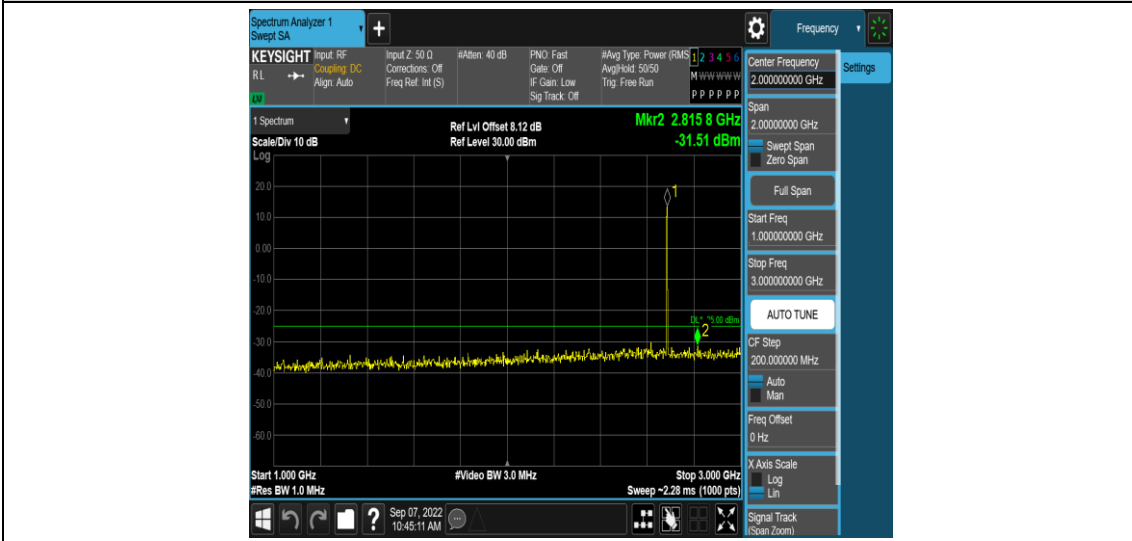 Spectrum Analyzer 1
Swept SA
Frequency
KEYSIGHT
RL
LXI
Input: RF
Coupling: DC
Align: Auto
Input Z: 50 Ω
Corrections: Off
Freq Ref: Int (S)
#Atten: 40 dB
PNO: Fast
Gate: Off
IF Gain: Low
Sig Track: Off
#Avg Type: Power (RMS
Avg|Hold: 50/50
Trig: Free Run
1 2 3 4 5 6
M W W W W W
P P P P P P
1 Spectrum
Scale/Div 10 dB
Log
Ref Lvl Offset 8.12 dB
Ref Level 30.00 dBm
Mkr2 2.815 8 GHz
-31.51 dBm
20.0
10.0
0.00
-10.0
-20.0
-30.0
-40.0
-50.0
-60.0
1
2
Start 1.000 GHz
#Res BW 1.0 MHz
#Video BW 3.0 MHz
Stop 3.000 GHz
Sweep ~2.28 ms (1000 pts)
Sep 07, 2022
10:45:11 AM
Center Frequency
2.000000000 GHz
Settings
Span
2.00000000 GHz
Swept Span
Zero Span
Full Span
Start Freq
1.000000000 GHz
Stop Freq
3.000000000 GHz
AUTO TUNE
CF Step
200.000000 MHz
Auto
Man
Freq Offset
0 Hz
X Axis Scale
Log
Lin
Signal Track
(Span Zoom)